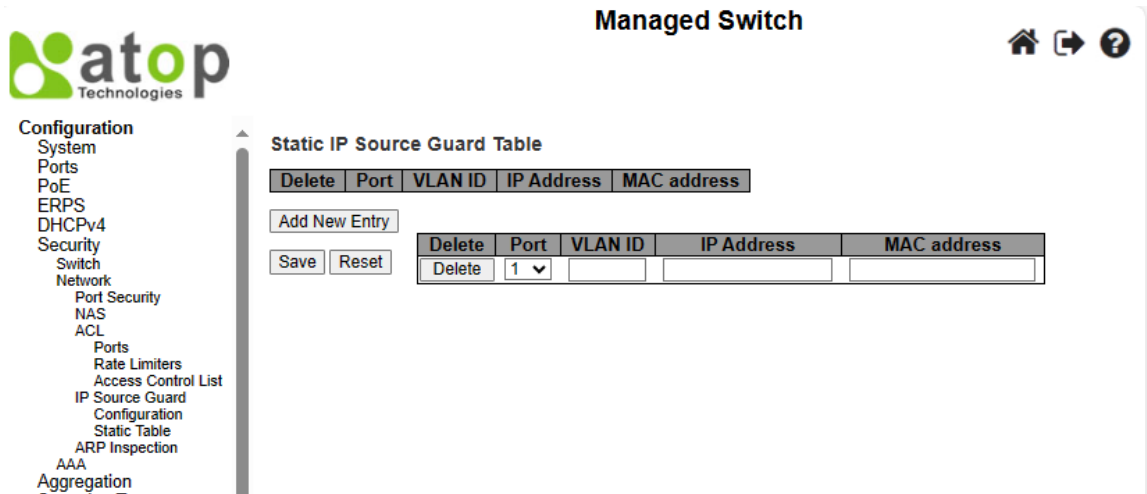 Managed Switch
atop
Technologies
Configuration
System
Ports
PoE
ERPS
DHCPv4
Security
Switch
Network
Port Security
NAS
ACL
Ports
Rate Limiters
Access Control List
IP Source Guard
Configuration
Static Table
ARP Inspection
AAA
Aggregation
Static IP Source Guard Table
Delete Port VLAN ID IP Address MAC address
Add New Entry
Save Reset
Delete Port VLAN ID IP Address MAC address
Delete 1